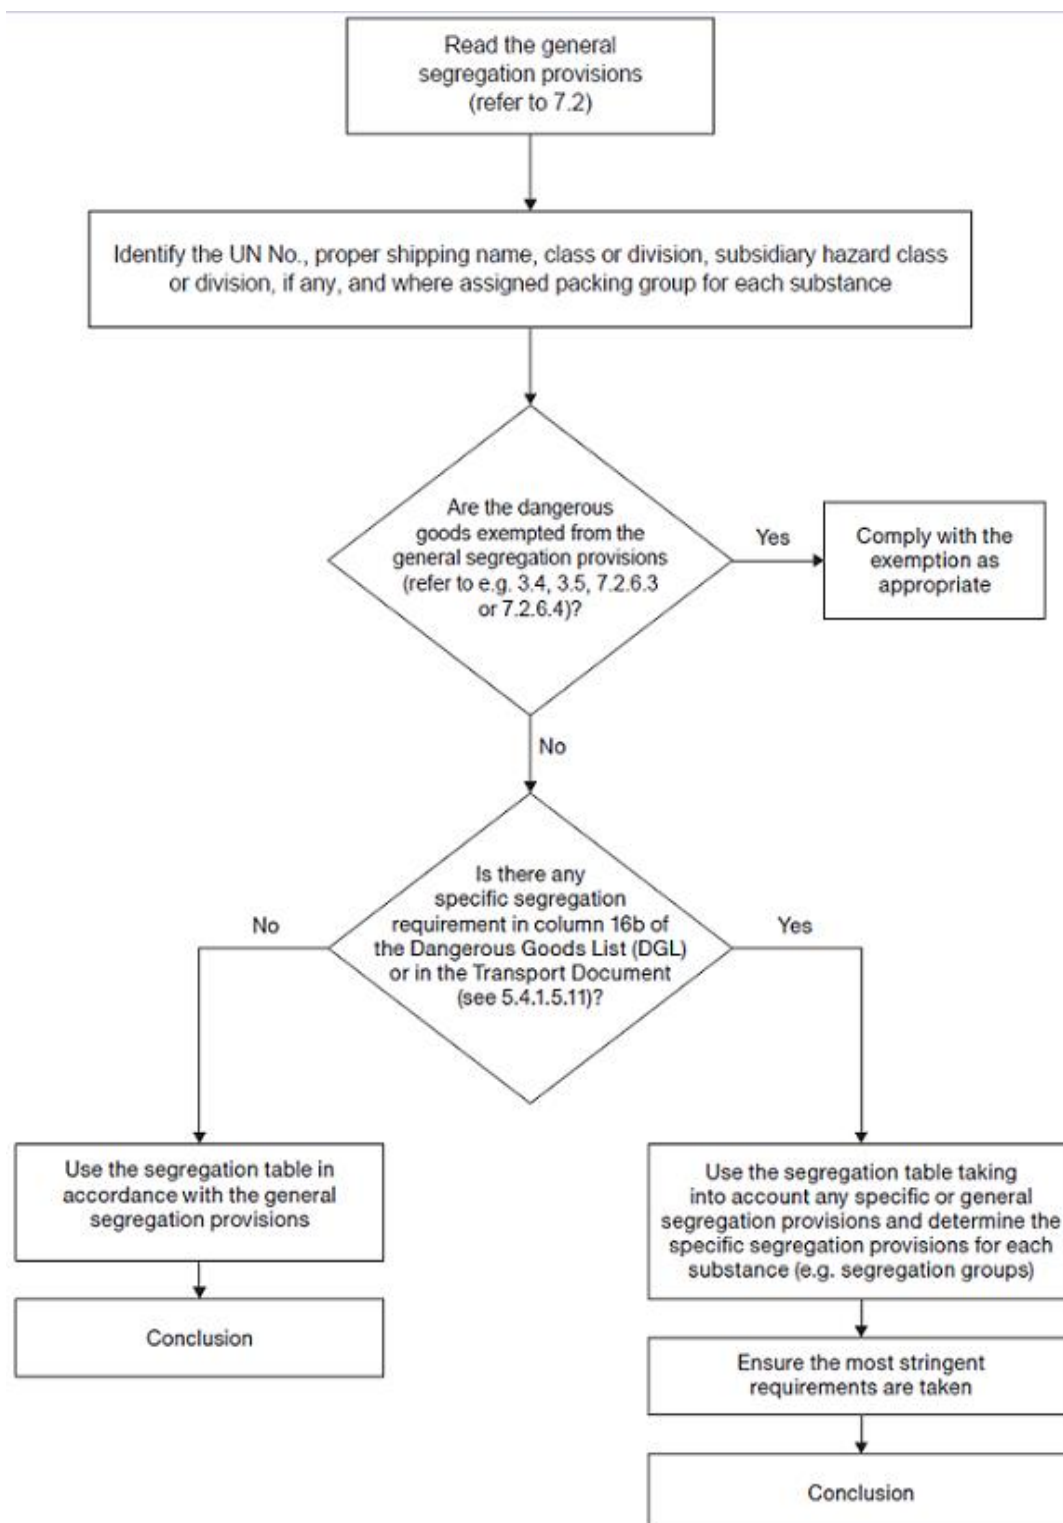 Read the general
segregation provisions
(refer to 7.2)
Identify the UN No., proper shipping name, class or division, subsidiary hazard class
or division, if any, and where assigned packing group for each substance
Are the dangerous
goods exempted from the
general segregation provisions
(refer to e.g. 3.4, 3.5, 7.2.6.3
or 7.2.6.4)?
Yes
Comply with the
exemption as
appropriate
No
Is there any
specific segregation
requirement in column 16b of
the Dangerous Goods List (DGL)
or in the Transport Document
(see 5.4.1.5.11)?
No
Yes
Use the segregation table in
accordance with the general
segregation provisions
Conclusion
Use the segregation table taking
into account any specific or general
segregation provisions and determine the
specific segregation provisions for each
substance (e.g. segregation groups)
Ensure the most stringent
requirements are taken
Conclusion